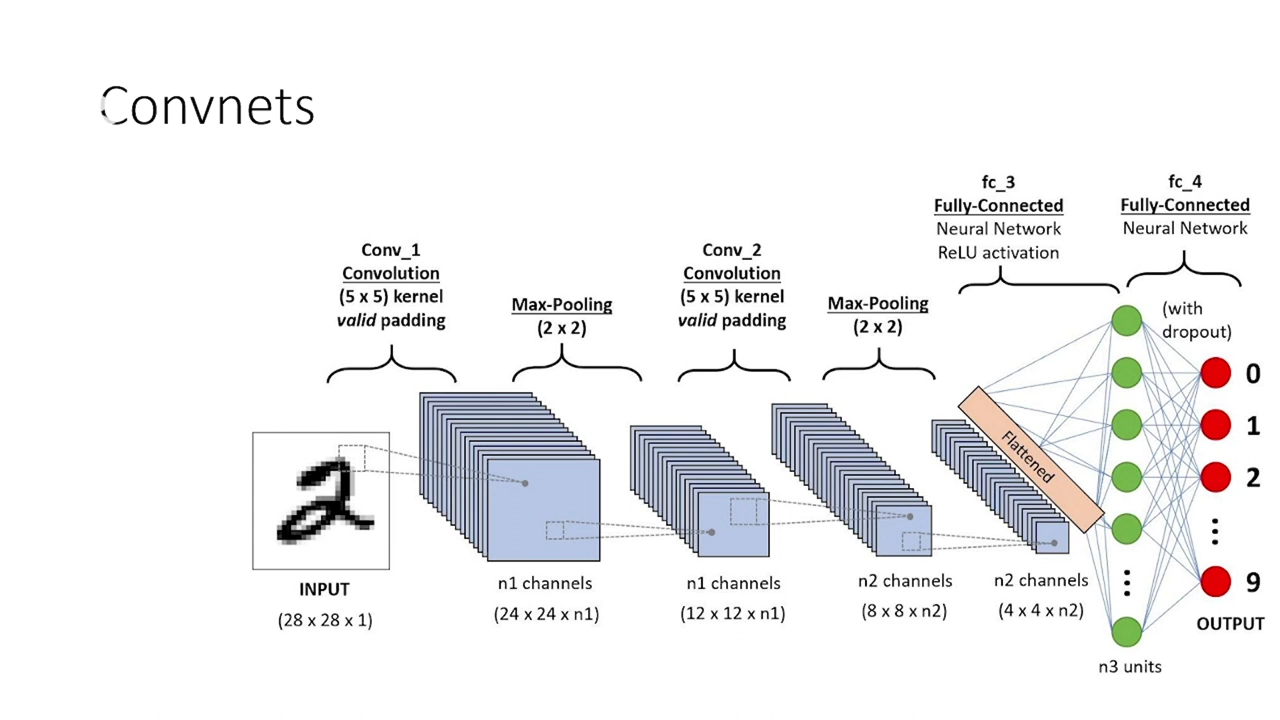 Convnets
fc_3
Fully-Connected
Neural Network
ReLU activation
fc_4
Fully-Connected
Neural Network
Conv_1
Convolution
(5 x 5) kernel
valid padding
Max-Pooling
(2 x 2)
Conv_2
Convolution
(5 x 5) kernel
valid padding
Max-Pooling
(2 x 2)
(with
dropout)
0
1
2
9
Flattened
INPUT
(28 x 28 x 1)
n1 channels
(24 x 24 x n1)
n1 channels
(12 x 12 x n1)
n2 channels
(8 x 8 x n2)
n2 channels
(4 x 4 x n2)
OUTPUT
n3 units
2